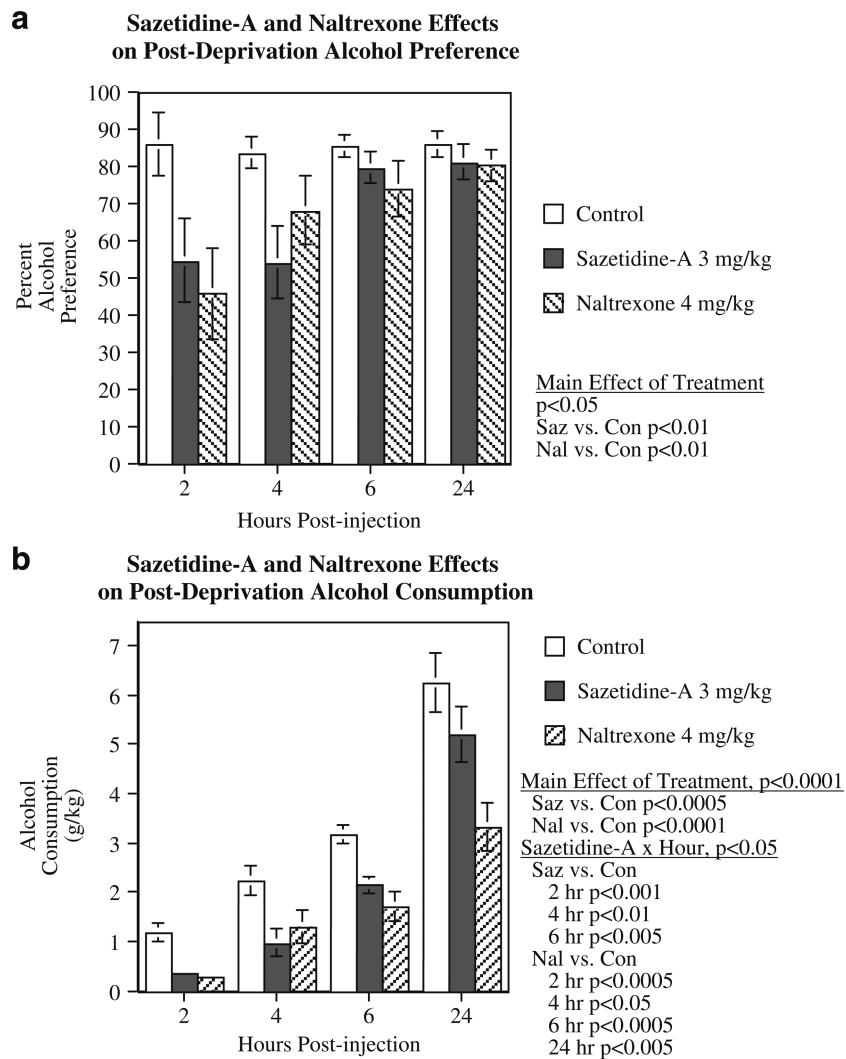 a
Sazetidine-A and Naltrexone Effects
on Post-Deprivation Alcohol Preference
100
90
80
70
60
50
40
30
20
10
0
Percent
Alcohol
Preference
2
4
6
24
Hours Post-injection
Control
Sazetidine-A 3 mg/kg
Naltrexone 4 mg/kg
Main Effect of Treatment
p<0.05
Saz vs. Con p<0.01
Nal vs. Con p<0.01
b
Sazetidine-A and Naltrexone Effects
on Post-Deprivation Alcohol Consumption
7
6
5
4
3
2
1
0
Alcohol
Consumption
(g/kg)
2
4
6
24
Hours Post-injection
Control
Sazetidine-A 3 mg/kg
Naltrexone 4 mg/kg
Main Effect of Treatment, p<0.0001
Saz vs. Con p<0.0005
Nal vs. Con p<0.0001
Sazetidine-A x Hour, p<0.05
Saz vs. Con
2 hr p<0.001
4 hr p<0.01
6 hr p<0.005
Nal vs. Con
2 hr p<0.0005
4 hr p<0.05
6 hr p<0.0005
24 hr p<0.005